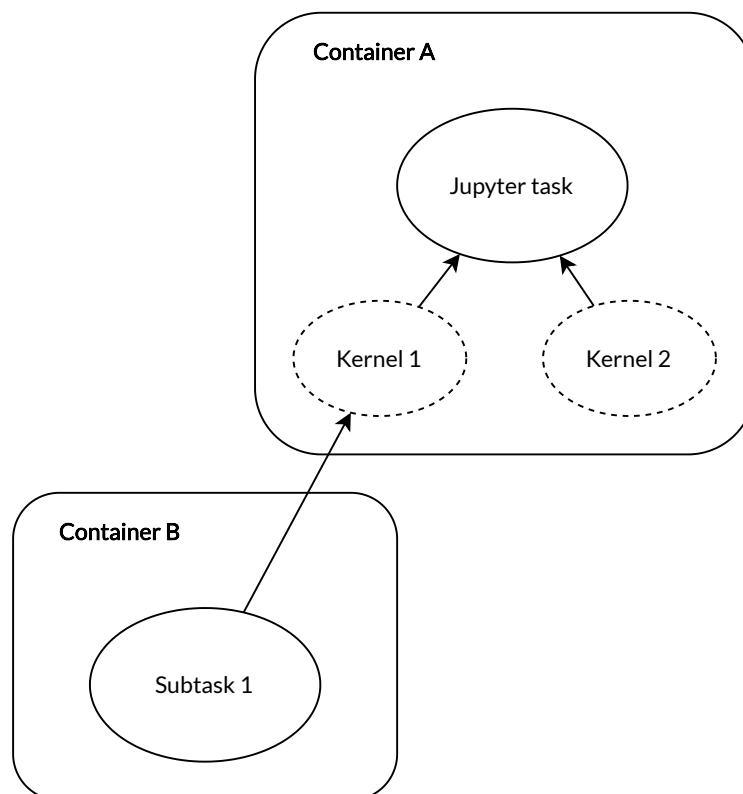 Container A
Jupyter task
Kernel 1
Kernel 2
Container B
Subtask 1